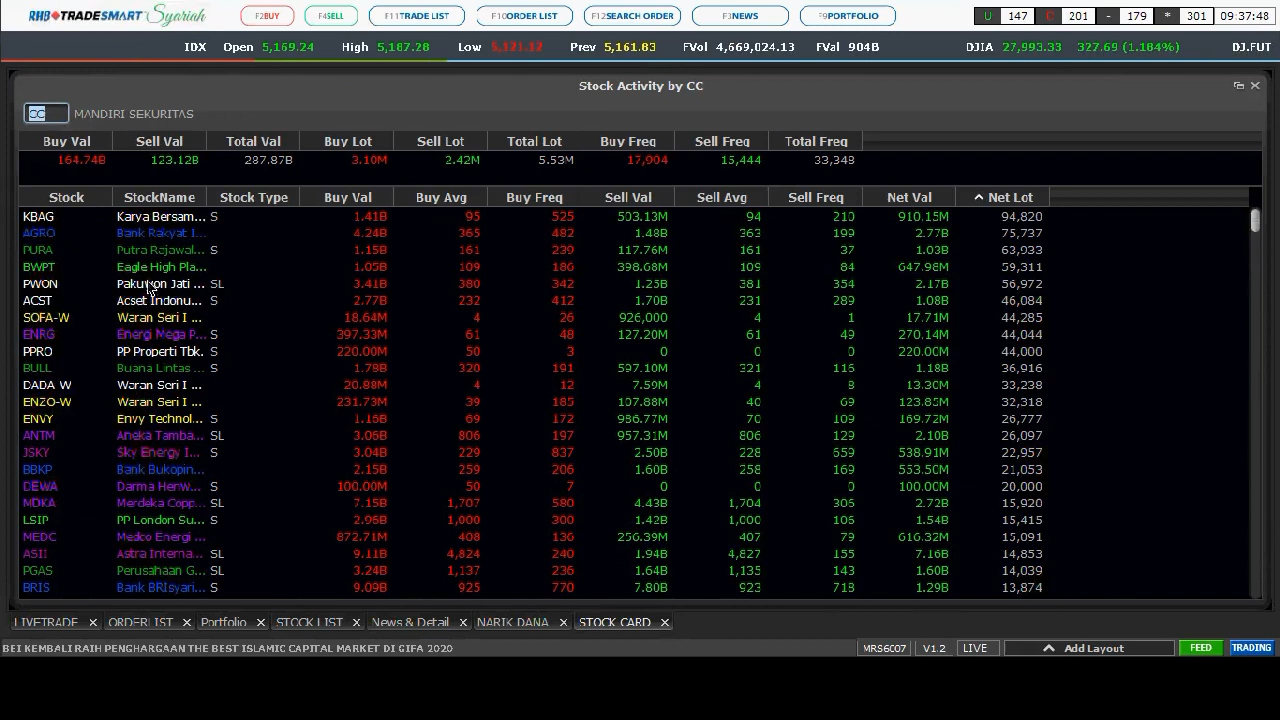 RHB TRADESMART Syariah F2BUY F4SELL F11TRADE LIST F10ORDER LIST F12SEARCH ORDER F3NEWS F9PORTFOLIO U 147 C 201 - 179 * 301 09:37:48
IDX Open 5,169.24 High 5,187.28 Low 5,121.12 Prev 5,161.83 FVol 4,669,024.13 FVal 904B DJIA 27,993.33 327.69 (1.184%) DJ.FUT
Stock Activity by CC
CC MANDIRI SEKURITAS
Buy Val Sell Val Total Val Buy Lot Sell Lot Total Lot Buy Freq Sell Freq Total Freq
164.74B 123.12B 287.87B 3.10M 2.42M 5.53M 17,904 15,444 33,348
Stock StockName Stock Type Buy Val Buy Avg Buy Freq Sell Val Sell Avg Sell Freq Net Val Net Lot
KBAG Karya Bersam... S 1.41B 95 525 503.13M 94 210 910.15M 94,820
AGRO Bank Rakyat I... 4.24B 365 482 1.48B 363 199 2.77B 75,737
PURA Putra Rajawal... S 1.15B 161 239 117.76M 161 37 1.03B 63,933
BWPT Eagle High Pla... 1.05B 109 186 398.68M 109 84 647.98M 59,311
PWON Pakuwon Jati ... SL 3.41B 380 342 1.25B 381 354 2.17B 56,972
ACST Acset Indonu... S 2.77B 232 412 1.70B 231 289 1.08B 46,084
SOFA-W Waran Seri I ... 18.64M 4 26 926,000 4 1 17.71M 44,285
ENRG Energi Mega P... S 397.33M 61 48 127.20M 61 49 270.14M 44,044
PPRO PP Properti Tbk. S 220.00M 50 3 0 0 0 220.00M 44,000
BULL Buana Lintas ... S 1.78B 320 191 597.10M 321 116 1.18B 36,916
DADA-W Waran Seri I ... 20.88M 4 12 7.59M 4 8 13.30M 33,238
ENZO-W Waran Seri I ... 231.73M 39 185 107.88M 40 69 123.85M 32,318
ENVY Envy Technol... S 1.16B 69 172 986.77M 70 109 169.72M 26,777
ANTM Aneka Tamba... SL 3.06B 806 197 957.31M 806 129 2.10B 26,097
JSKY Sky Energy I... S 3.04B 229 837 2.50B 228 659 538.91M 22,957
BBKP Bank Bukopin... 2.15B 259 206 1.60B 258 169 553.50M 21,053
DEWA Darma Henw... S 100.00M 50 7 0 0 0 100.00M 20,000
MDKA Merdeka Copp... SL 7.15B 1,707 580 4.43B 1,704 306 2.72B 15,920
LSIP PP London Su... S 2.96B 1,000 300 1.42B 1,000 106 1.54B 15,415
MEDC Medco Energi ... 872.71M 408 136 256.39M 407 79 616.32M 15,091
ASII Astra Interna... SL 9.11B 4,824 240 1.94B 4,827 155 7.16B 14,853
PGAS Perusahaan G... SL 3.24B 1,137 236 1.64B 1,135 143 1.60B 14,039
BRIS Bank BRIsyari... S 9.09B 925 770 7.80B 923 718 1.29B 13,874
LIVETRADE ORDERLIST Portfolio STOCK LIST News & Detail NARIK DANA STOCK CARD
BEI KEMBALI RAIH PENGHARGAAN THE BEST ISLAMIC CAPITAL MARKET DI GIFA 2020 MRS6007 V1.2 LIVE Add Layout FEED TRADING